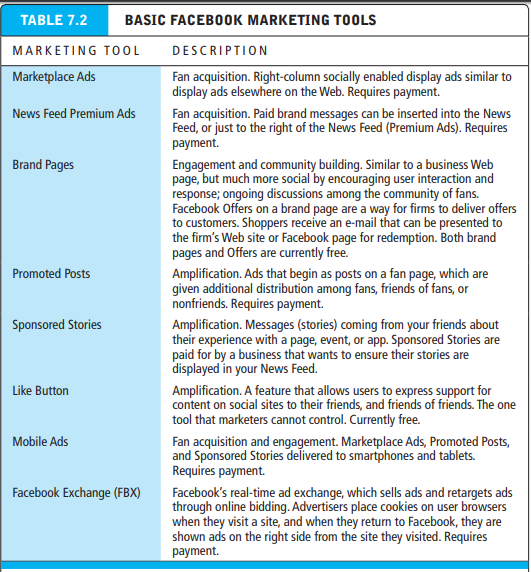 TABLE 7.2 BASIC FACEBOOK MARKETING TOOLS
MARKETING TOOL DESCRIPTION
Marketplace Ads Fan acquisition. Right-column socially enabled display ads similar to
display ads elsewhere on the Web. Requires payment.
News Feed Premium Ads Fan acquisition. Paid brand messages can be inserted into the News
Feed, or just to the right of the News Feed (Premium Ads). Requires
payment.
Brand Pages Engagement and community building. Similar to a business Web
page, but much more social by encouraging user interaction and
response; ongoing discussions among the community of fans.
Facebook Offers on a brand page are a way for firms to deliver offers
to customers. Shoppers receive an e-mail that can be presented to
the firm's Web site or Facebook page for redemption. Both brand
pages and Offers are currently free.
Promoted Posts Amplification. Ads that begin as posts on a fan page, which are
given additional distribution among fans, friends of fans, or
nonfriends. Requires payment.
Sponsored Stories Amplification. Messages (stories) coming from your friends about
their experience with a page, event, or app. Sponsored Stories are
paid for by a business that wants to ensure their stories are
displayed in your News Feed.
Like Button Amplification. A feature that allows users to express support for
content on social sites to their friends, and friends of friends. The one
tool that marketers cannot control. Currently free.
Mobile Ads Fan acquisition and engagement. Marketplace Ads, Promoted Posts,
and Sponsored Stories delivered to smartphones and tablets.
Requires payment.
Facebook Exchange (FBX) Facebook's real-time ad exchange, which sells ads and retargets ads
through online bidding. Advertisers place cookies on user browsers
when they visit a site, and when they return to Facebook, they are
shown ads on the right side from the site they visited. Requires
payment.